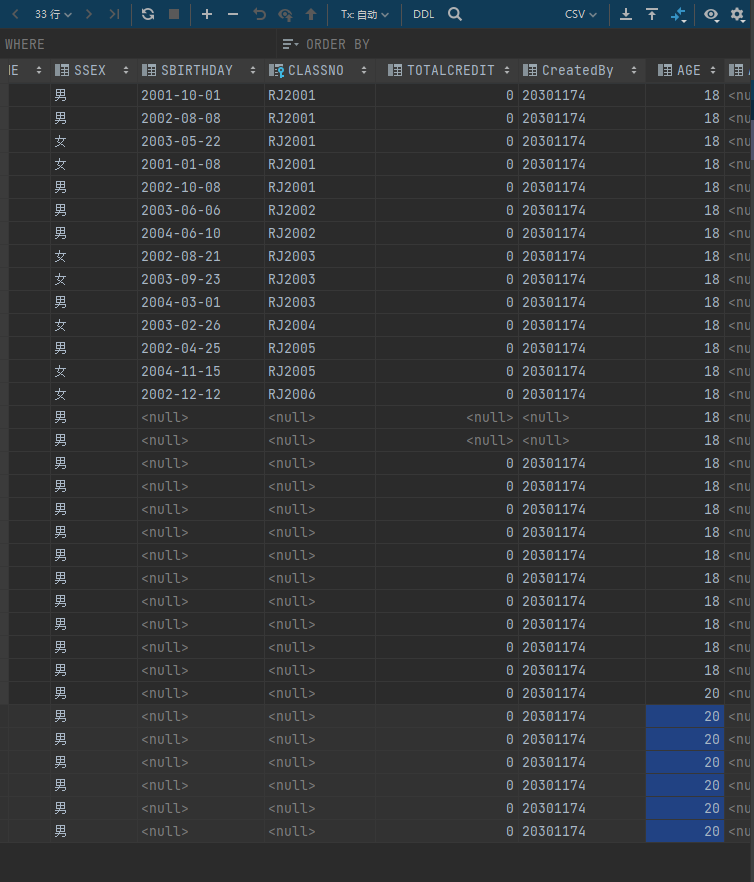 33 行 Tx: 自动 DDL CSV
WHERE ORDER BY
IE SSEX SBIRTHDAY CLASSNO TOTALCREDIT CreatedBy AGE
男 2001-10-01 RJ2001 0 20301174 18 <nu
男 2002-08-08 RJ2001 0 20301174 18 <nu
女 2003-05-22 RJ2001 0 20301174 18 <nu
女 2001-01-08 RJ2001 0 20301174 18 <nu
男 2002-10-08 RJ2001 0 20301174 18 <nu
男 2003-06-06 RJ2002 0 20301174 18 <nu
男 2004-06-10 RJ2002 0 20301174 18 <nu
女 2002-08-21 RJ2003 0 20301174 18 <nu
女 2003-09-23 RJ2003 0 20301174 18 <nu
男 2004-03-01 RJ2003 0 20301174 18 <nu
女 2003-02-26 RJ2004 0 20301174 18 <nu
男 2002-04-25 RJ2005 0 20301174 18 <nu
女 2004-11-15 RJ2005 0 20301174 18 <nu
女 2002-12-12 RJ2006 0 20301174 18 <nu
男 <null> <null> <null> <null> 18 <nu
男 <null> <null> <null> <null> 18 <nu
男 <null> <null> 0 20301174 18 <nu
男 <null> <null> 0 20301174 18 <nu
男 <null> <null> 0 20301174 18 <nu
男 <null> <null> 0 20301174 18 <nu
男 <null> <null> 0 20301174 18 <nu
男 <null> <null> 0 20301174 18 <nu
男 <null> <null> 0 20301174 18 <nu
男 <null> <null> 0 20301174 18 <nu
男 <null> <null> 0 20301174 18 <nu
男 <null> <null> 0 20301174 18 <nu
男 <null> <null> 0 20301174 20 <nu
男 <null> <null> 0 20301174 20 <nu
男 <null> <null> 0 20301174 20 <nu
男 <null> <null> 0 20301174 20 <nu
男 <null> <null> 0 20301174 20 <nu
男 <null> <null> 0 20301174 20 <nu
男 <null> <null> 0 20301174 20 <nu